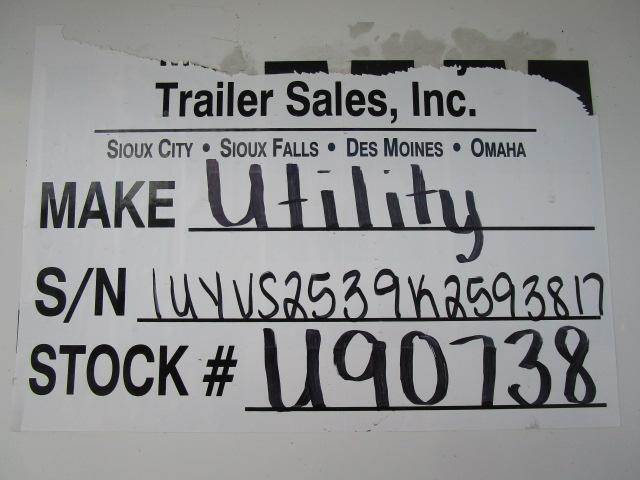 Trailer Sales, Inc.
SIOUX CITY • SIOUX FALLS • DES MOINES • OMAHA
MAKE Utility
S/N 1UYVS2539K2593817
STOCK # U90738